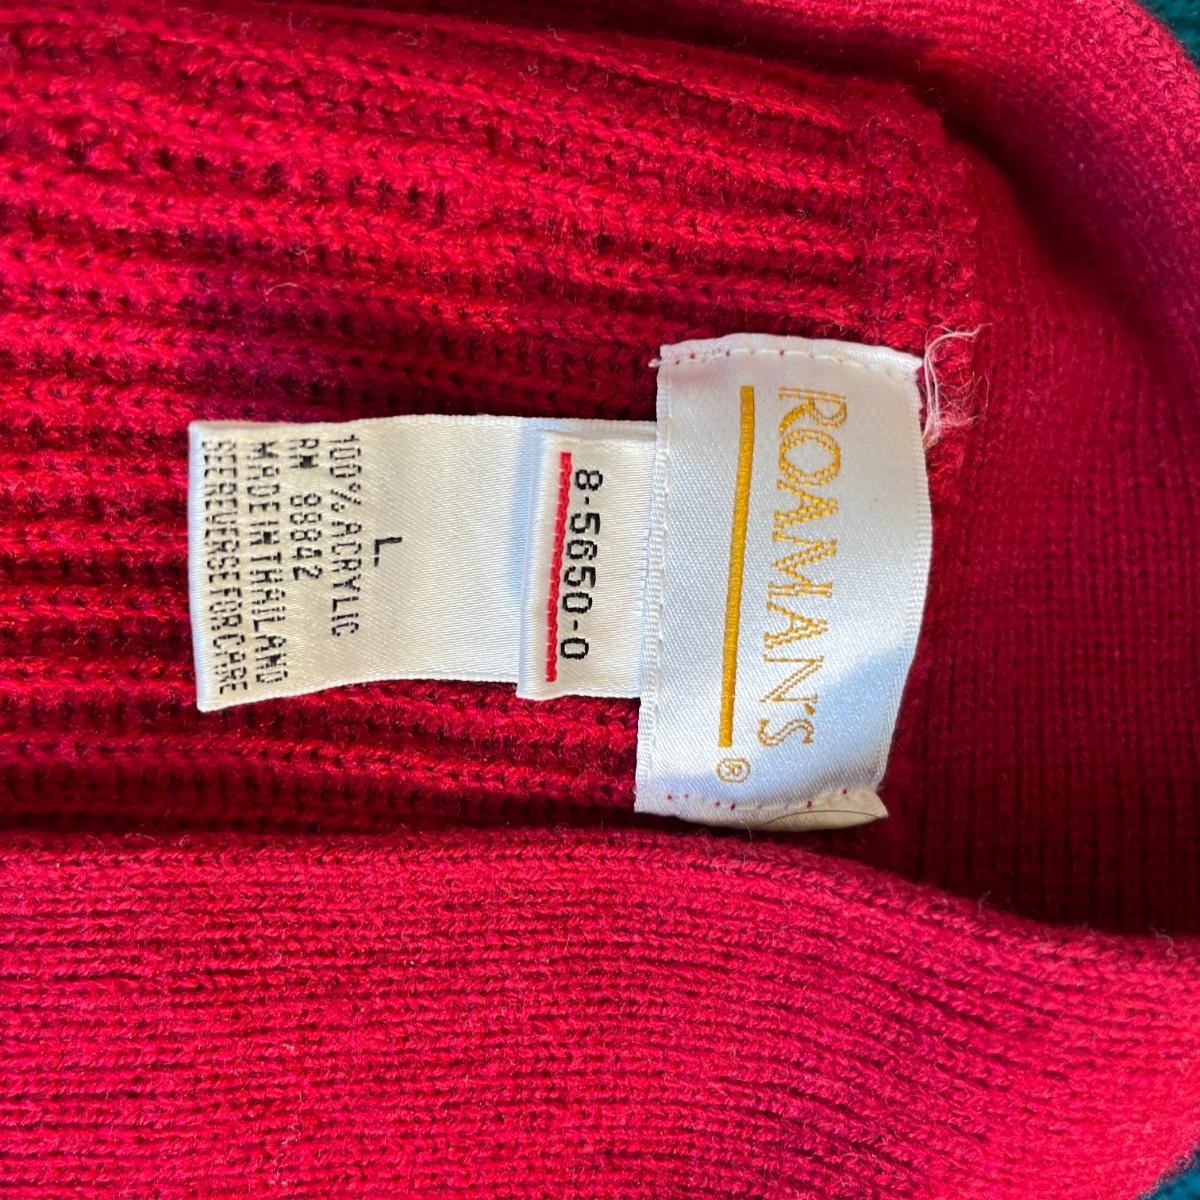 ROAMAN'S
®
8-5650-0
L
100% ACRYLIC
RN 88842
MADE IN THAILAND
SEE REVERSE FOR CARE